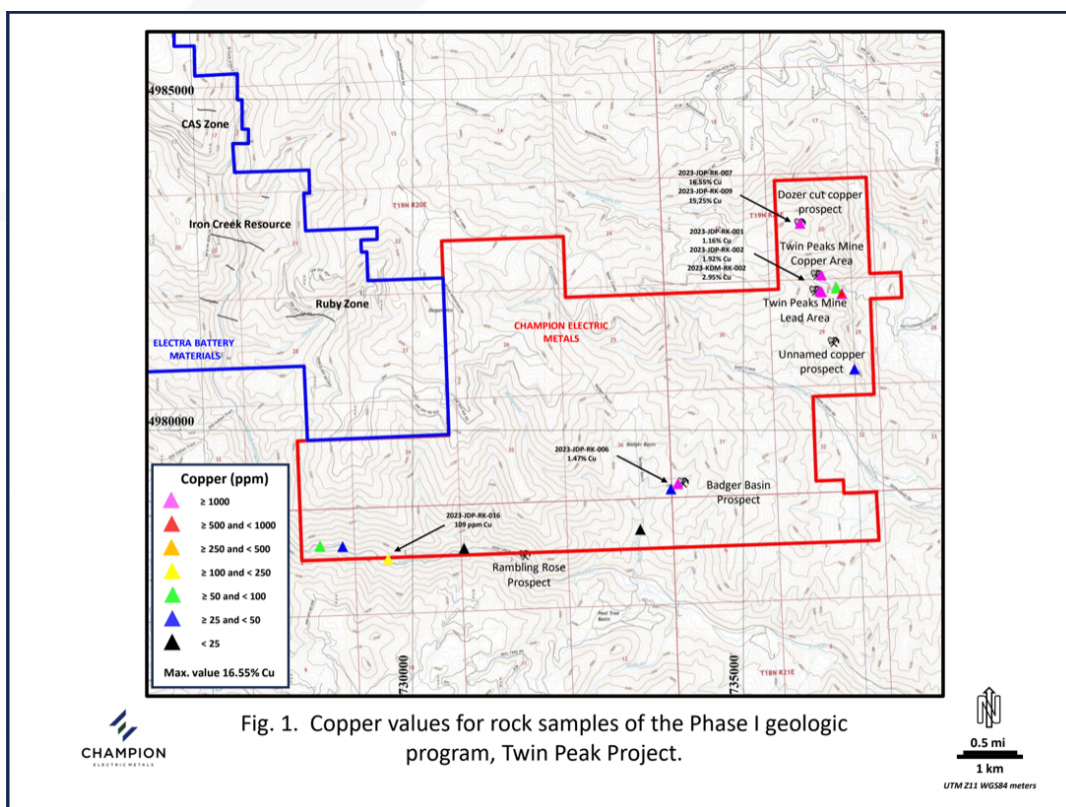 4985000
CAS Zone
T19N R20E
Iron Creek Resource
Ruby Zone
ELECTRA BATTERY
MATERIALS
CHAMPION ELECTRIC
METALS
2023-JDP-RK-007
16.55% Cu
2023-JDP-RK-009
15,25% Cu
Dozer cut copper
prospect
2023-JDP-RK-001
1.16% Cu
2023-JDP-RK-002
1.92% Cu
2023-KDM-RK-002
2.95% Cu
Twin Peaks Mine
Copper Area
Twin Peaks Mine
Lead Area
Unnamed copper
prospect
4980000
2023-JDP-RK-006
1.47% Cu
Badger Basin
Badger Basin
Prospect
2023-JDP-RK-016
109 ppm Cu
Rambling Rose
Prospect
730000
735000
T18N R21E
Copper (ppm)
≥ 1000
≥ 500 and < 1000
≥ 250 and < 500
≥ 100 and < 250
≥ 50 and < 100
≥ 25 and < 50
< 25
Max. value 16.55% Cu
CHAMPION
ELECTRIC METALS
Fig. 1. Copper values for rock samples of the Phase I geologic
program, Twin Peak Project.
N
0.5 mi
1 km
UTM Z11 WGS84 meters